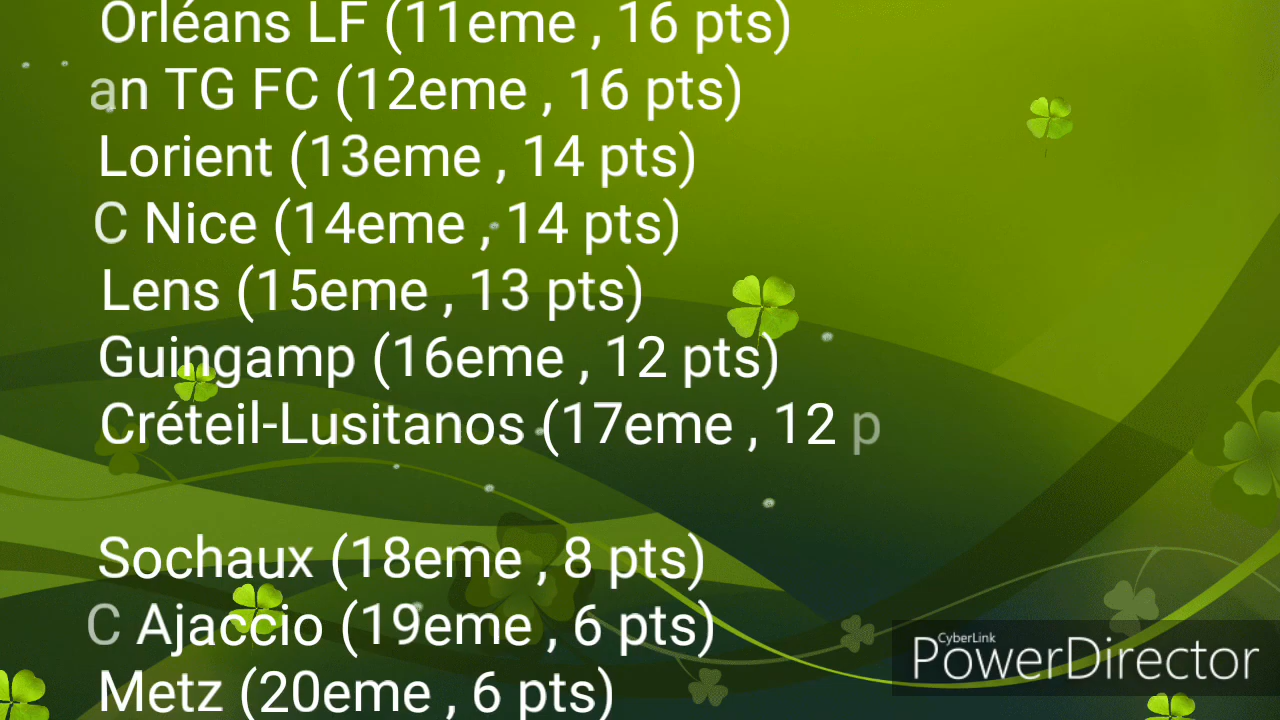 Orléans LF (11eme , 16 pts)
an TG FC (12eme , 16 pts)
Lorient (13eme , 14 pts)
C Nice (14eme , 14 pts)
Lens (15eme , 13 pts)
Guingamp (16eme , 12 pts)
Créteil-Lusitanos (17eme , 12 p
Sochaux (18eme , 8 pts)
C Ajaccio (19eme , 6 pts)
Metz (20eme , 6 pts)
CyberLink
PowerDirector